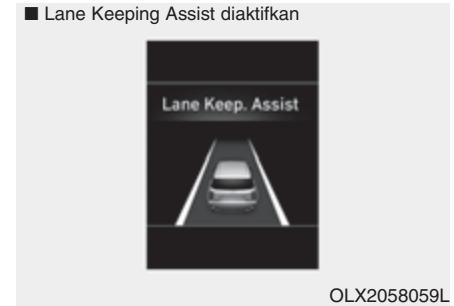 ■ Lane Keeping Assist diaktifkan
Lane Keep. Assist
OLX2058059L